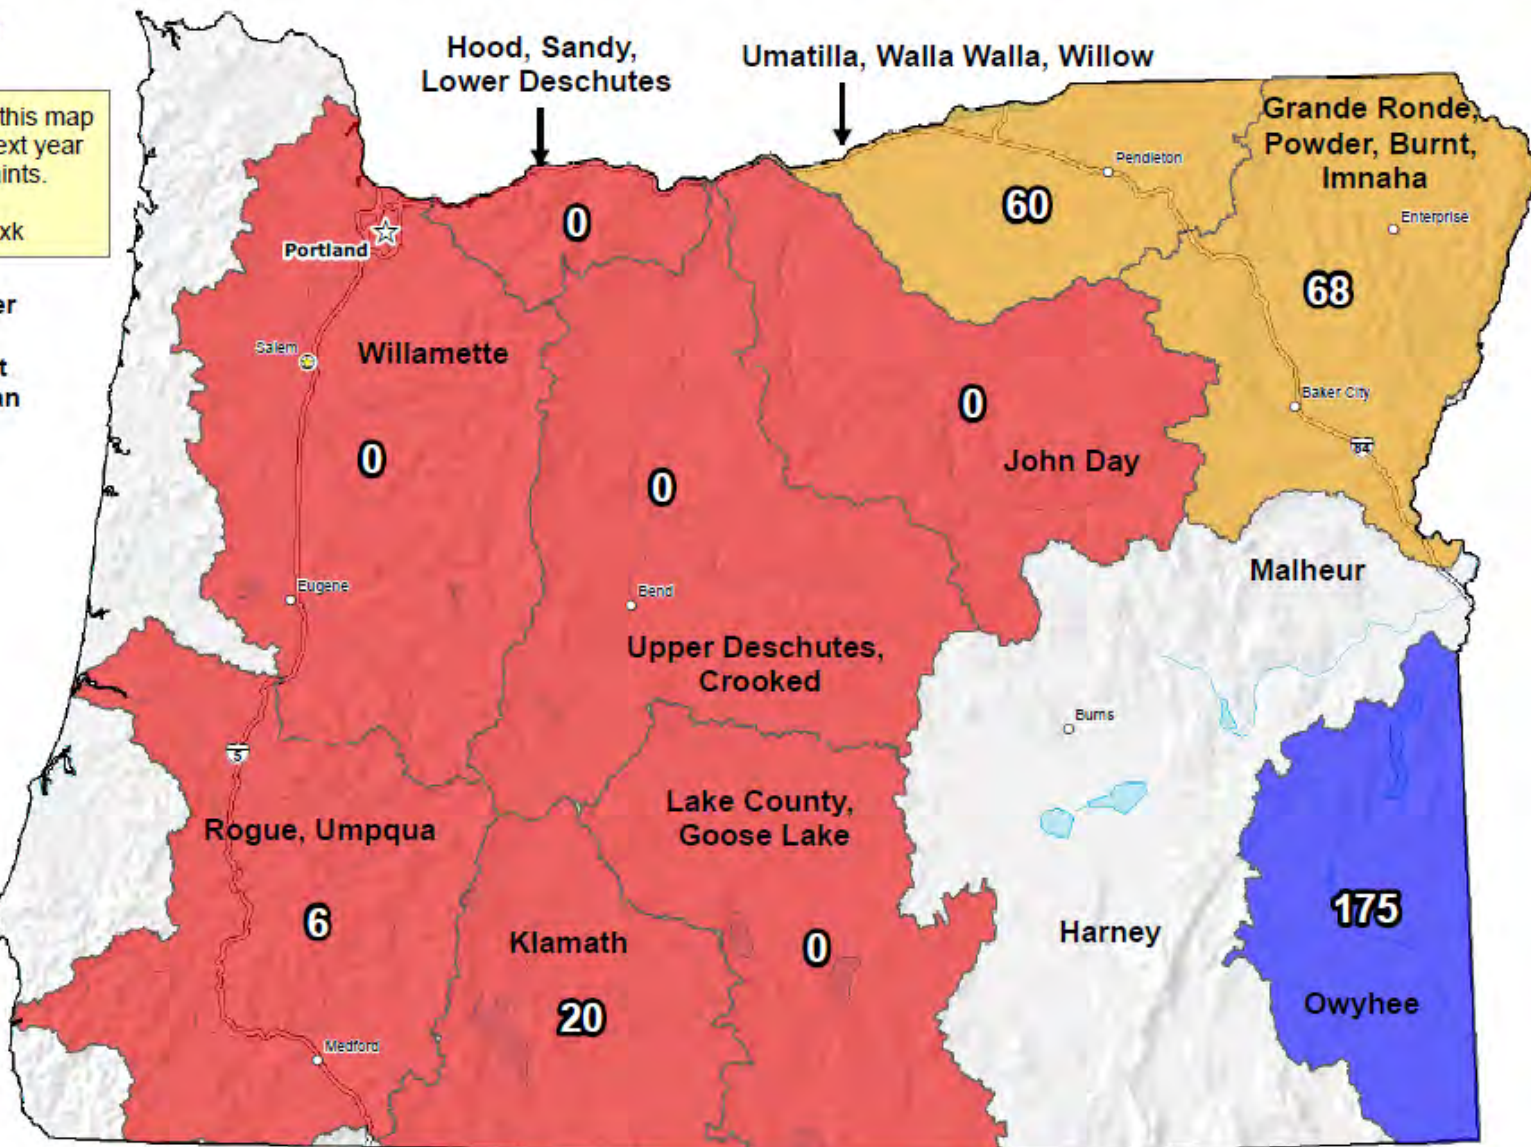 Hood, Sandy,
Lower Deschutes
Umatilla, Walla Walla, Willow
this map
ext year
aints.
xk
er
t
an
Grande Ronde,
Powder, Burnt,
Imnaha
Pendleton
Enterprise
60
0
Portland
68
Salem
Willamette
Baker City
0
John Day
84
0
0
Malheur
Eugene
Bend
Upper Deschutes,
Crooked
Burns
5
Lake County,
Goose Lake
Rogue, Umpqua
175
6
Klamath
0
Harney
Owyhee
20
Medford